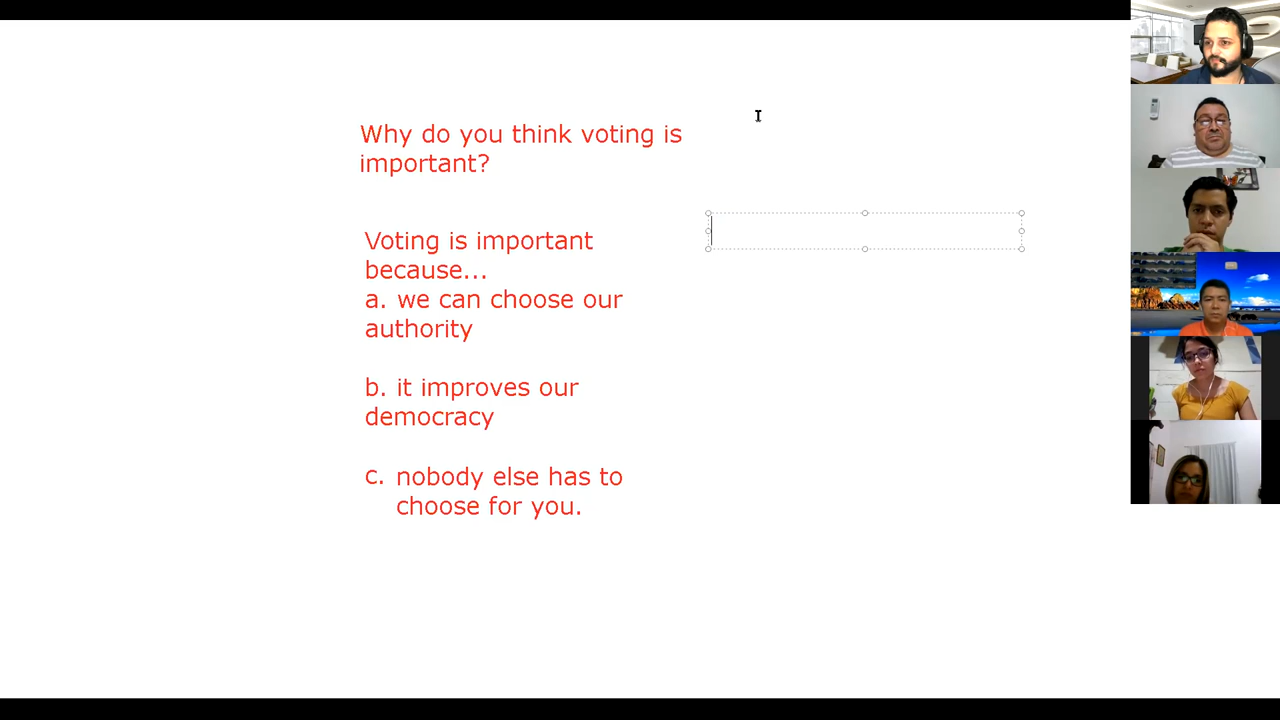 Why do you think voting is
important?
Voting is important
because...
a. we can choose our
authority
b. it improves our
democracy
c. nobody else has to
choose for you.